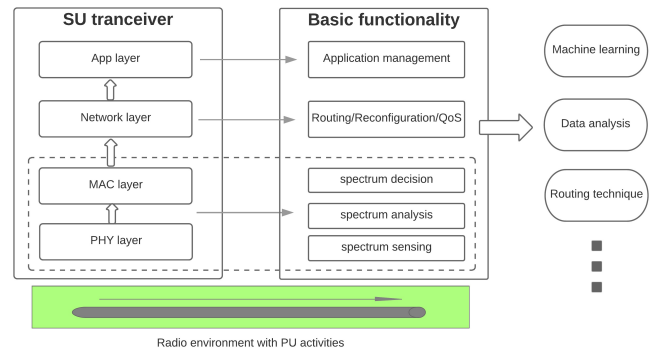 SU tranceiver
App layer
Network layer
MAC layer
PHY layer
Basic functionality
Application management
Routing/Reconfiguration/QoS
spectrum decision
spectrum analysis
spectrum sensing
Machine learning
Data analysis
Routing technique
Radio environment with PU activities